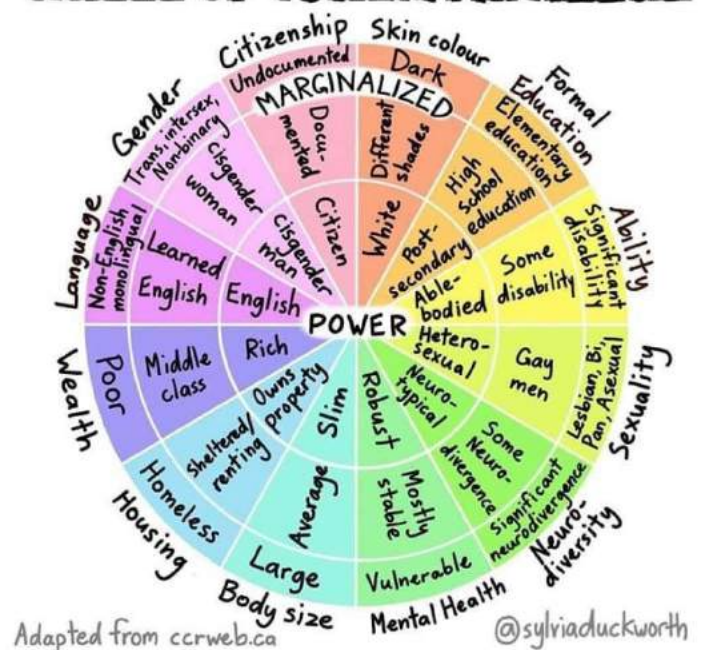 Citizenship
Undocumented
Docu-
mented
Citizen
Skin colour
Dark
Different
shades
White
Formal
Education
Elementary
education
High
School
education
Post-
secondary
Ability
Significant
disability
Some
disability
Able-
bodied
Sexuality
Lesbian, Bi,
Pan, Asexual
Gay
men
Hetero-
sexual
Neuro-
diversity
Significant
neurodivergence
Some
Neuro-
divergence
Neuro-
typical
Mental Health
Vulnerable
Mostly
stable
Robust
Body size
Large
Average
Slim
Housing
Homeless
Sheltered/
renting
Owns
property
Wealth
Poor
Middle
class
Rich
Language
Non-English
monolingual
Learned
English
English
Gender
Trans, intersex,
Non-binary
cisgender
woman
cisgender
man
MARGINALIZED
POWER
Adapted from ccrweb.ca
@sylviaduckworth